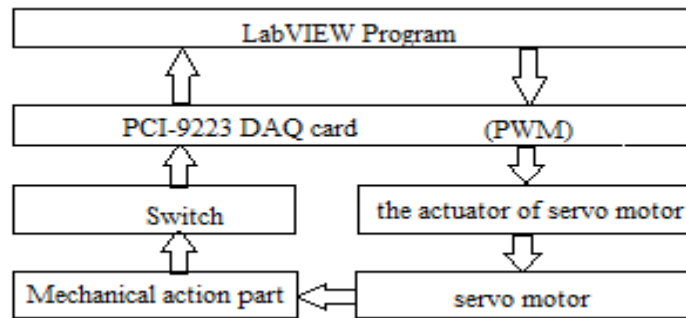 LabVIEW Program
PCI-9223 DAQ card (PWM)
Switch
the actuator of servo motor
Mechanical action part
servo motor